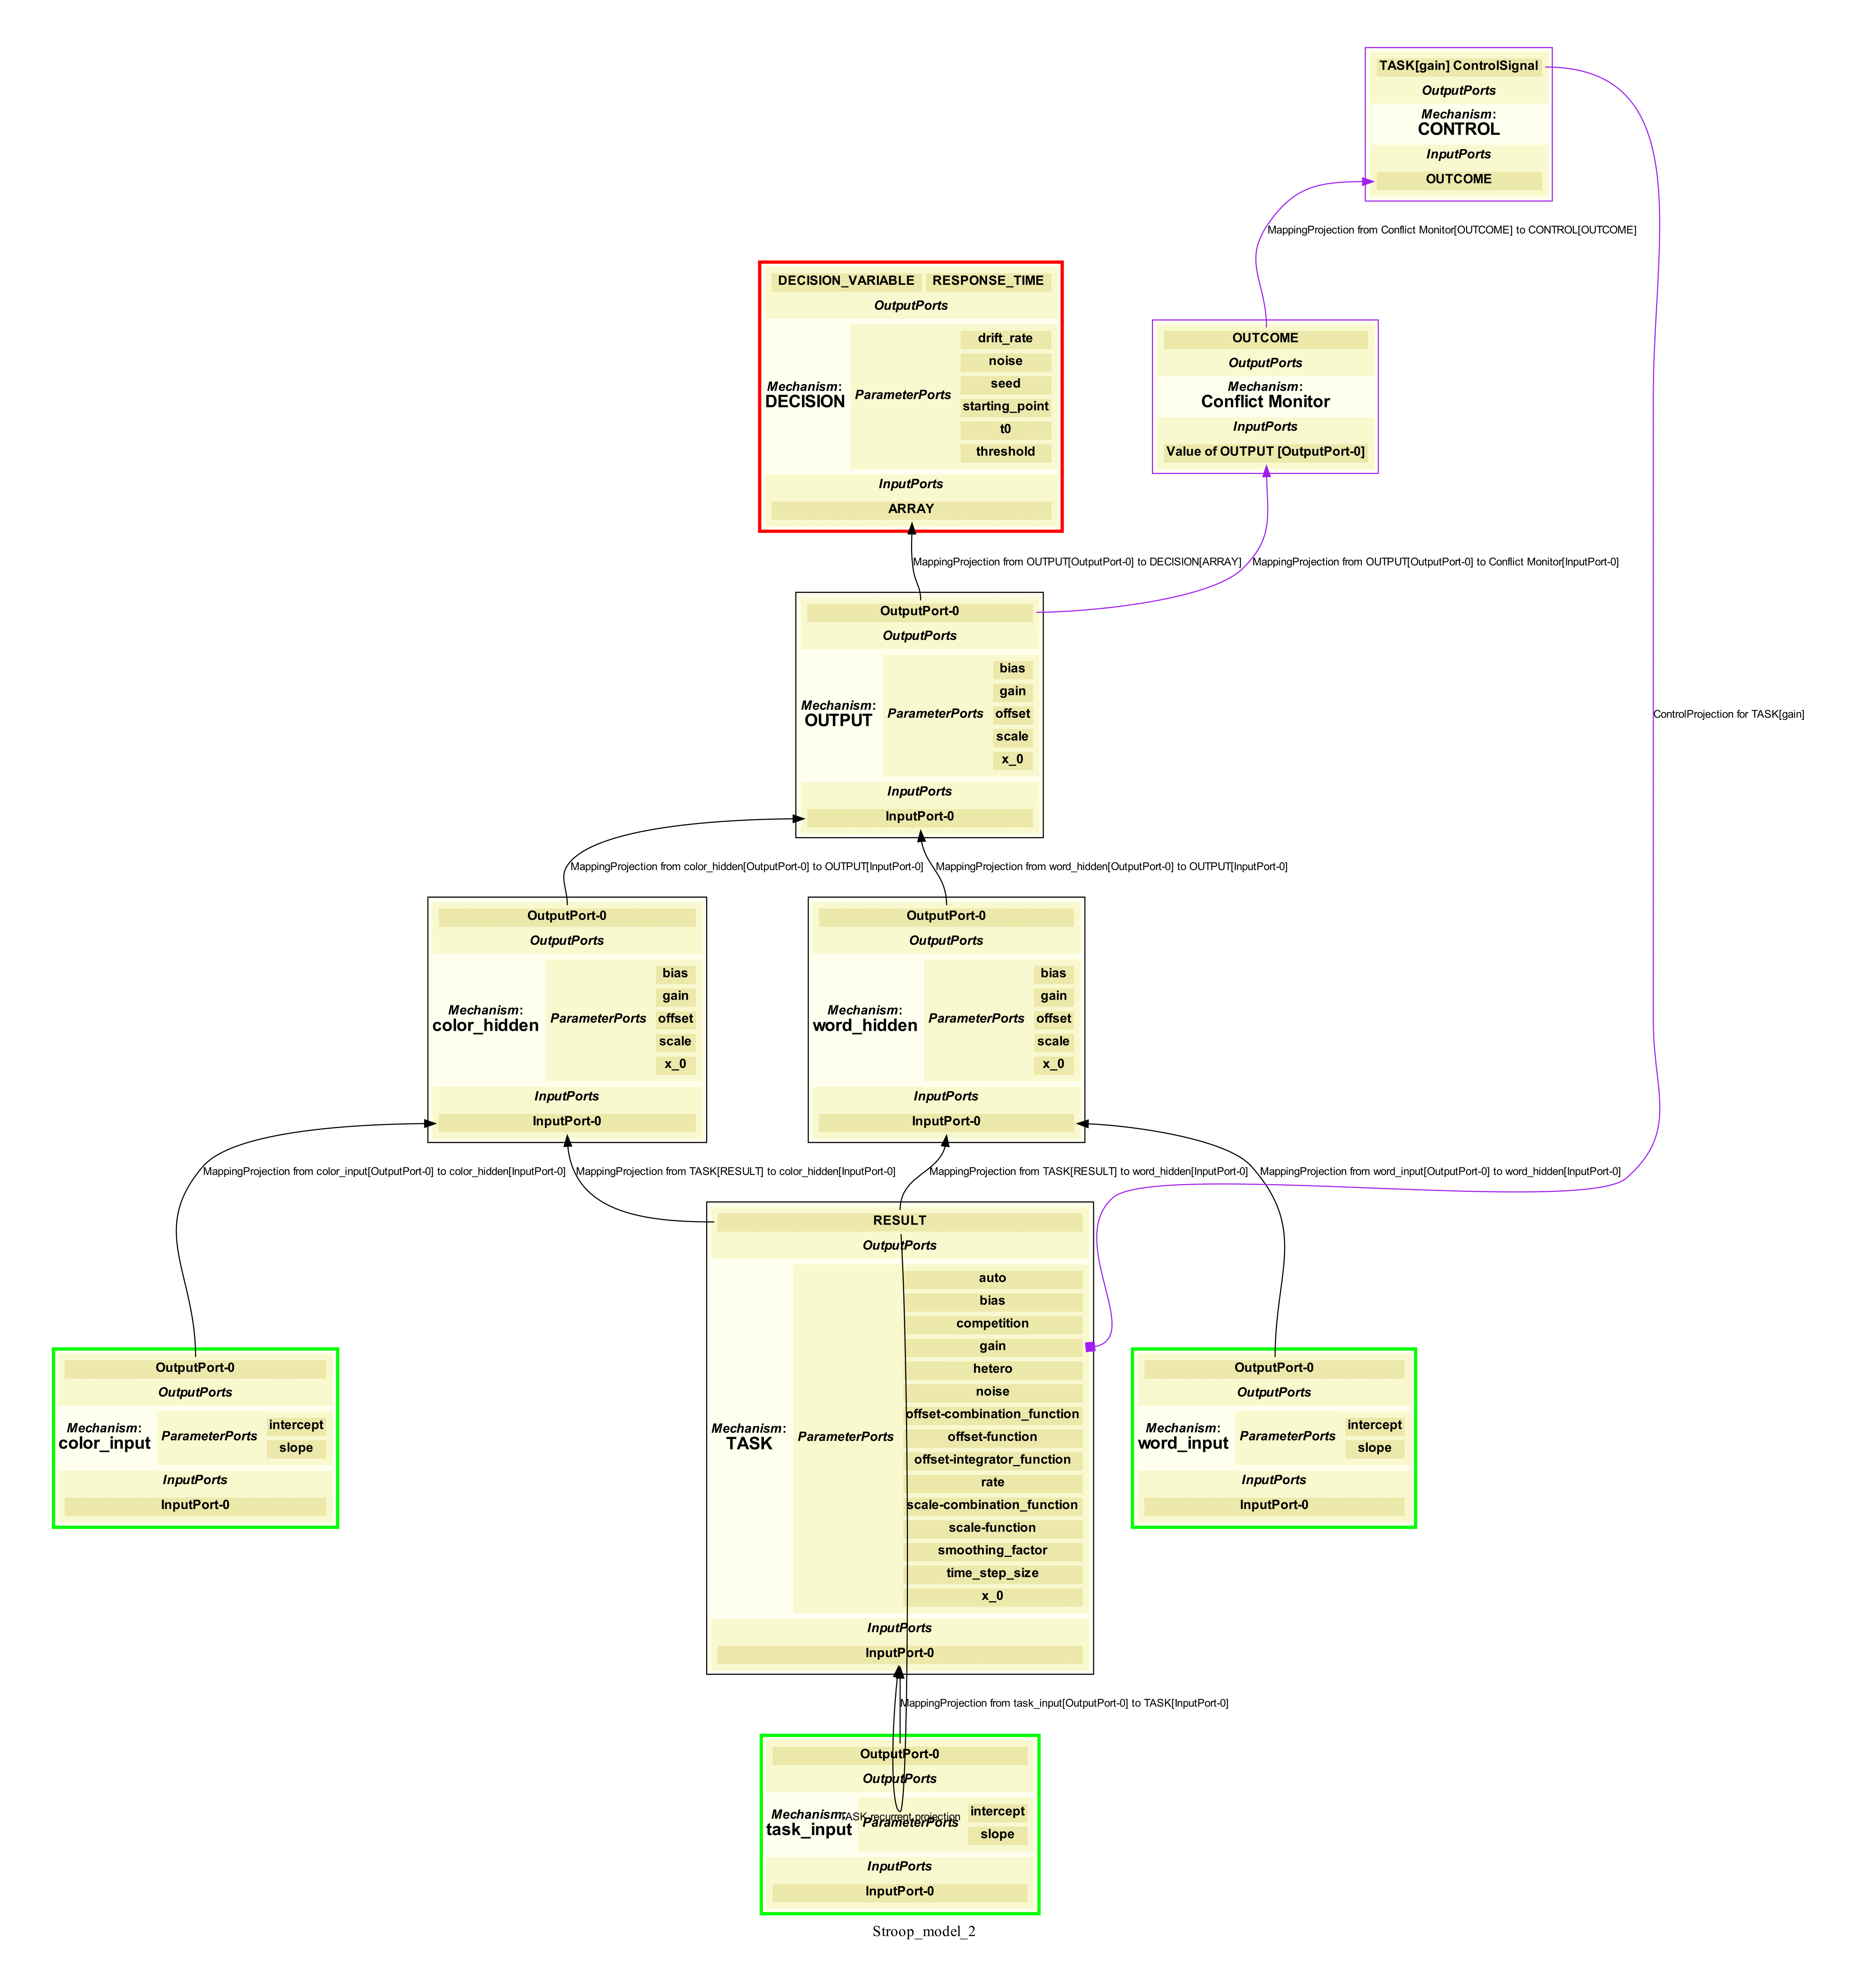 TASK[gain] ControlSignal
OutputPorts
Mechanism:
CONTROL
InputPorts
OUTCOME
MappingProjection from Conflict Monitor[OUTCOME] to CONTROL[OUTCOME]
DECISION_VARIABLE RESPONSE_TIME
OutputPorts
Mechanism:
DECISION
ParameterPorts
drift_rate
noise
seed
starting_point
t0
threshold
InputPorts
ARRAY
OUTCOME
OutputPorts
Mechanism:
Conflict Monitor
InputPorts
Value of OUTPUT [OutputPort-0]
MappingProjection from OUTPUT[OutputPort-0] to DECISION[ARRAY]
MappingProjection from OUTPUT[OutputPort-0] to Conflict Monitor[InputPort-0]
OutputPort-0
OutputPorts
Mechanism:
OUTPUT
ParameterPorts
bias
gain
offset
scale
x_0
InputPorts
InputPort-0
ControlProjection for TASK[gain]
MappingProjection from color_hidden[OutputPort-0] to OUTPUT[InputPort-0]
MappingProjection from word_hidden[OutputPort-0] to OUTPUT[InputPort-0]
OutputPort-0
OutputPorts
Mechanism:
color_hidden
ParameterPorts
bias
gain
offset
scale
x_0
InputPorts
InputPort-0
OutputPort-0
OutputPorts
Mechanism:
word_hidden
ParameterPorts
bias
gain
offset
scale
x_0
InputPorts
InputPort-0
MappingProjection from color_input[OutputPort-0] to color_hidden[InputPort-0]
MappingProjection from TASK[RESULT] to color_hidden[InputPort-0]
MappingProjection from TASK[RESULT] to word_hidden[InputPort-0]
MappingProjection from word_input[OutputPort-0] to word_hidden[InputPort-0]
RESULT
OutputPorts
Mechanism:
TASK
ParameterPorts
auto
bias
competition
gain
hetero
noise
offset-combination_function
offset-function
offset-integrator_function
rate
scale-combination_function
scale-function
smoothing_factor
time_step_size
x_0
InputPorts
InputPort-0
OutputPort-0
OutputPorts
Mechanism:
color_input
ParameterPorts
intercept
slope
InputPorts
InputPort-0
OutputPort-0
OutputPorts
Mechanism:
word_input
ParameterPorts
intercept
slope
InputPorts
InputPort-0
MappingProjection from task_input[OutputPort-0] to TASK[InputPort-0]
OutputPort-0
OutputPorts
Mechanism:
task_input
TASK recurrent projection
ParameterPorts
intercept
slope
InputPorts
InputPort-0
Stroop_model_2